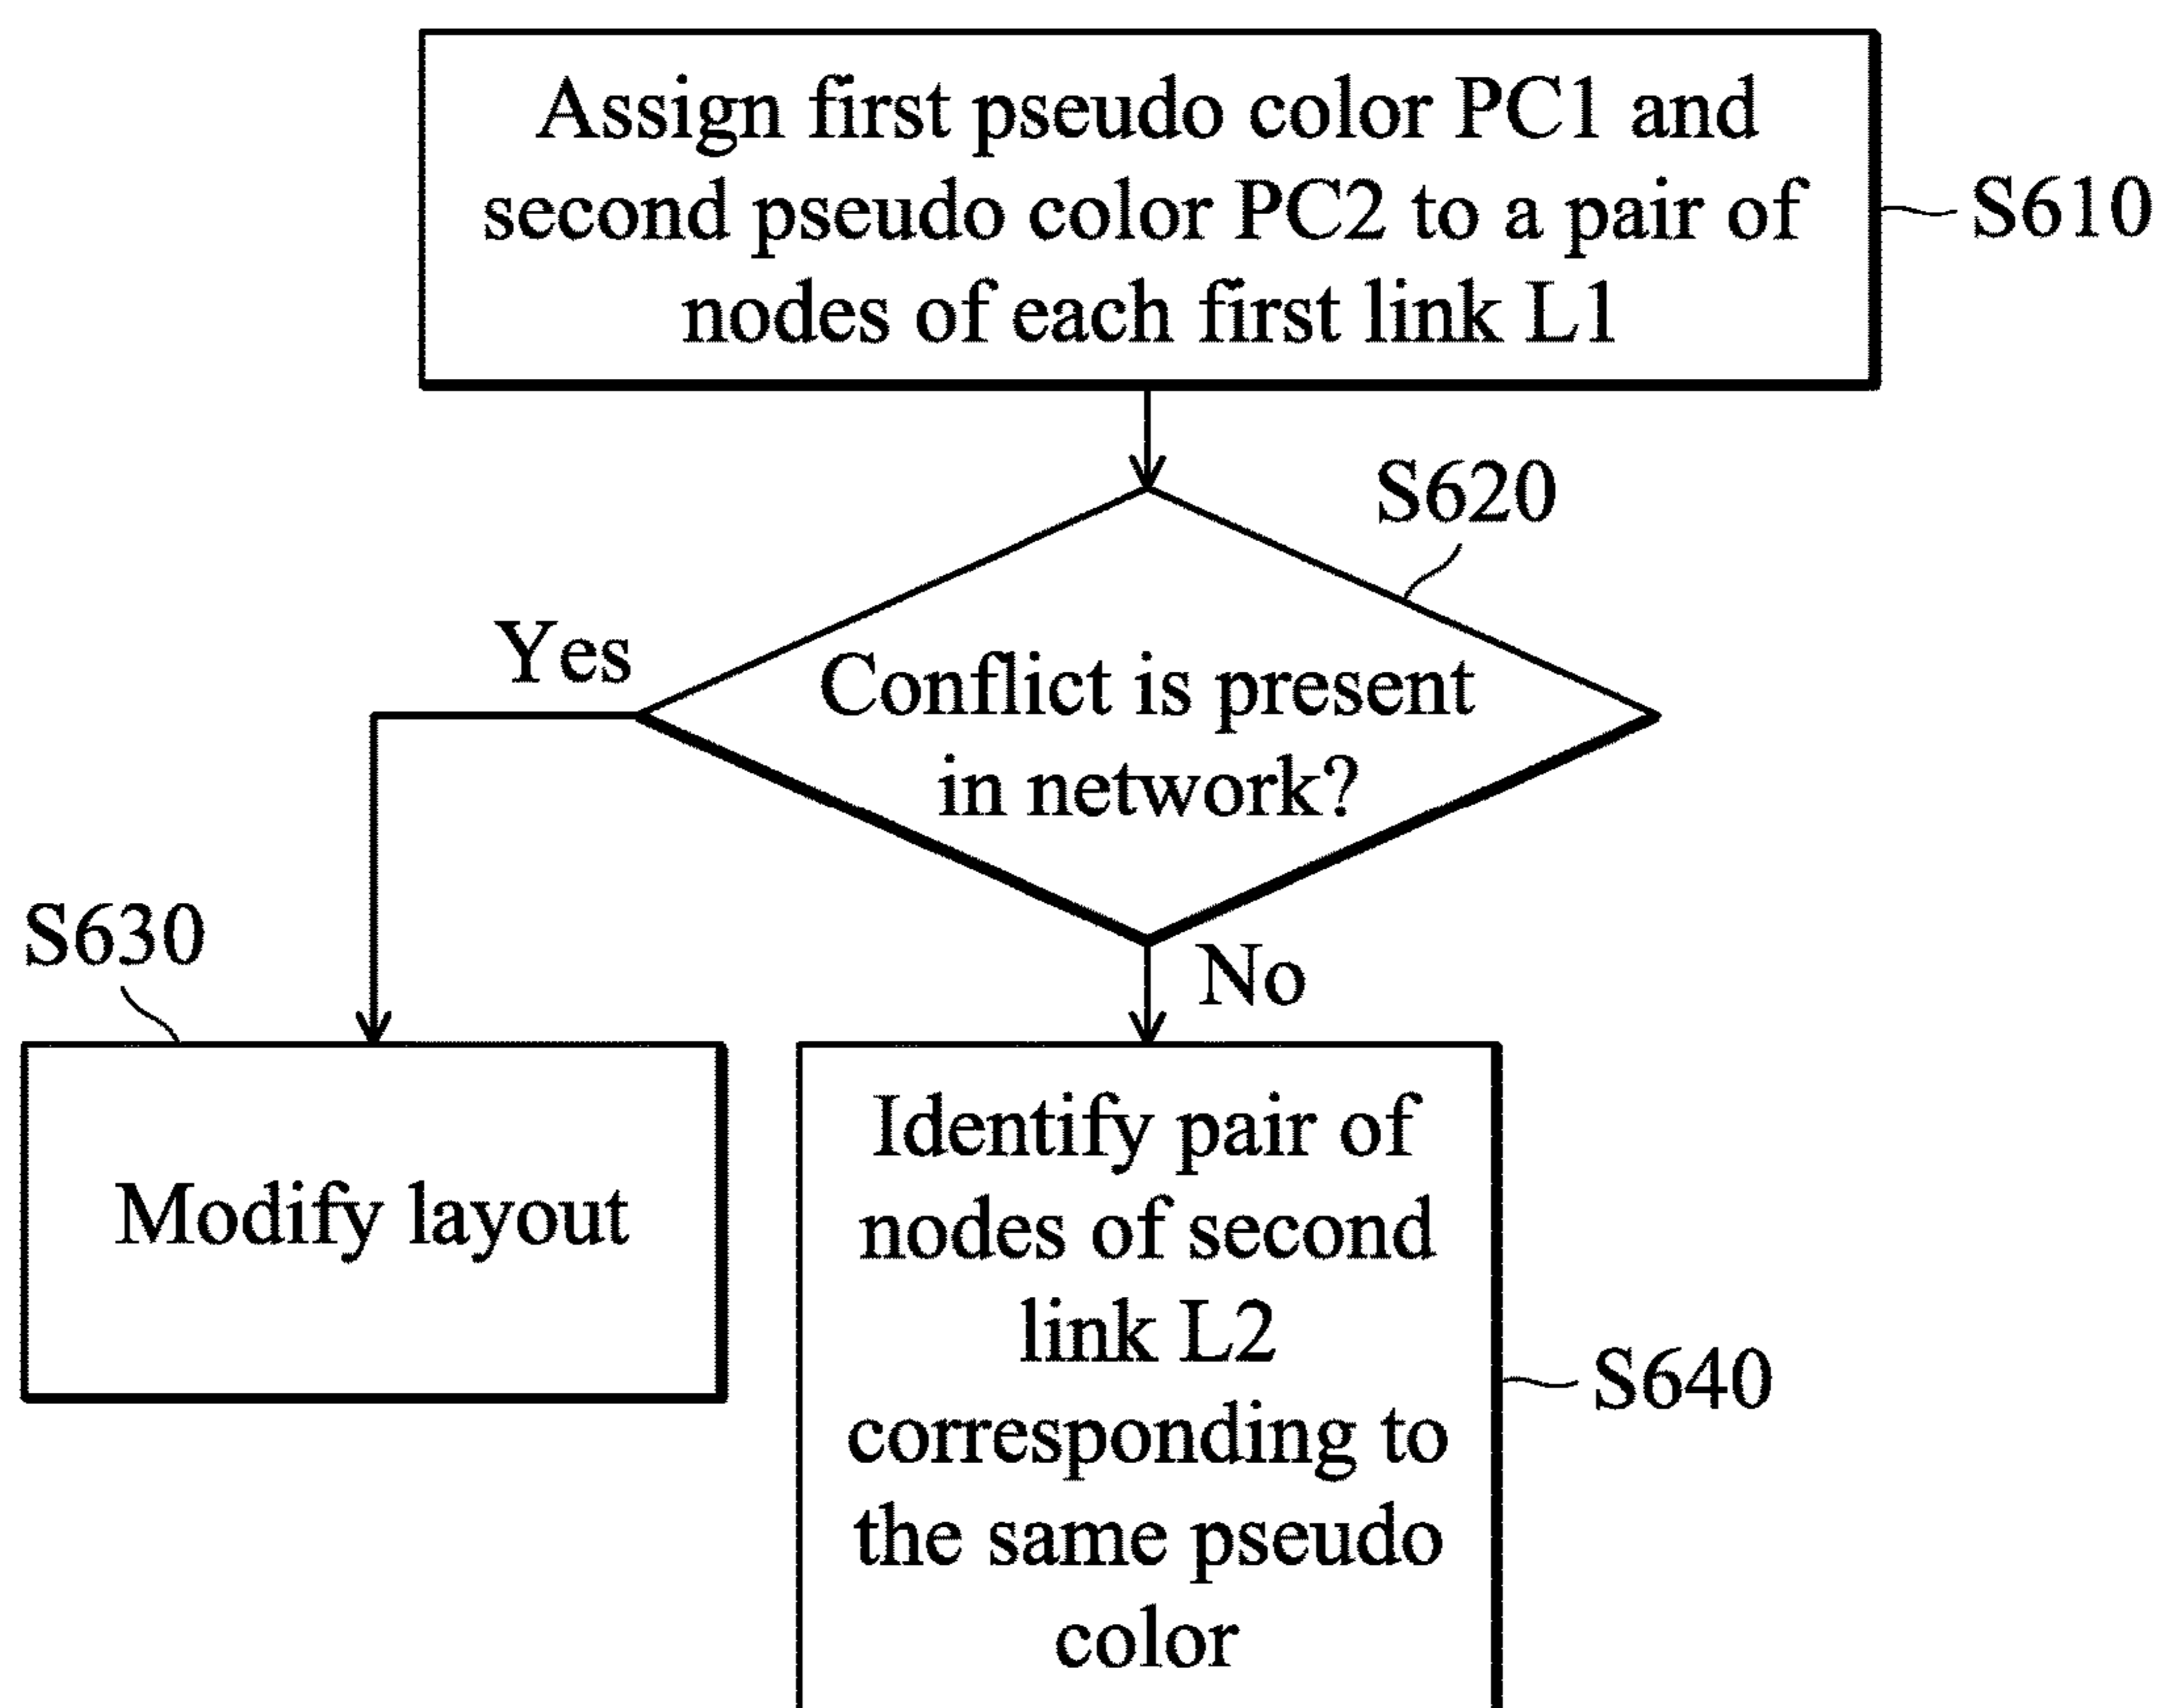 Assign first pseudo color PC1 and
second pseudo color PC2 to a pair of
nodes of each first link L1
S610
S620
Yes
Conflict is present
in network?
No
S630
Modify layout
Identify pair of
nodes of second
link L2
corresponding to
the same pseudo
color
S640